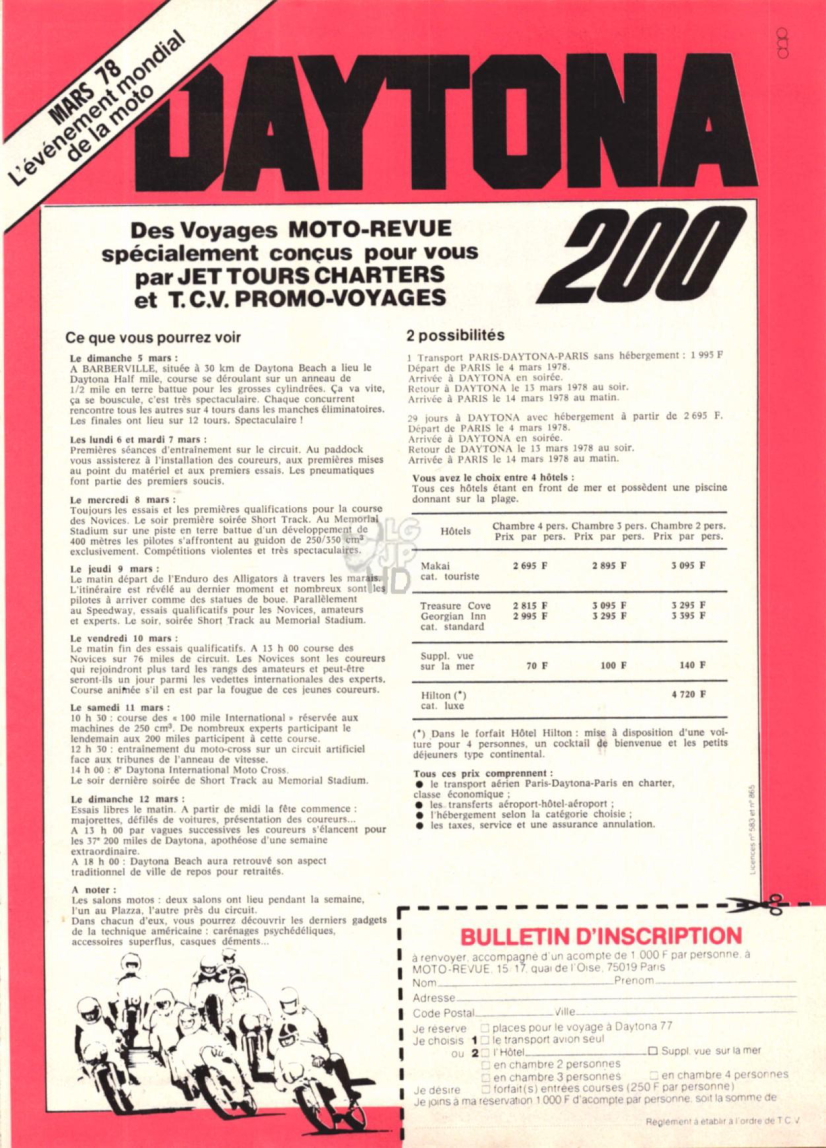 MARS 78
L'événement mondial
de la moto
DAYTONA
200
Des Voyages MOTO-REVUE
spécialement conçus pour vous
par JET TOURS CHARTERS
et T.C.V. PROMO-VOYAGES
Ce que vous pourrez voir
Le dimanche 5 mars :
A BARBERVILLE, située à 30 km de Daytona Beach a lieu le
Daytona Half mile, course se déroulant sur un anneau de
1/2 mile en terre battue pour les grosses cylindrées. Ça va vite,
ça se bouscule, c'est très spectaculaire. Chaque concurrent
rencontre tous les autres sur 4 tours dans les manches éliminatoires.
Les finales ont lieu sur 12 tours. Spectaculaire !
Les lundi 6 et mardi 7 mars :
Premières séances d'entraînement sur le circuit. Au paddock
vous assisterez à l'installation des coureurs, aux premières mises
au point du matériel et aux premiers essais. Les pneumatiques
font partie des premiers soucis.
Le mercredi 8 mars :
Toujours les essais et les premières qualifications pour la course
des Novices. Le soir première soirée Short Track. Au Memorial
Stadium sur une piste en terre battue d'un développement de
400 mètres les pilotes s'affrontent au guidon de 250/350 cm³
exclusivement. Compétitions violentes et très spectaculaires.
Le jeudi 9 mars :
Le matin départ de l'Enduro des Alligators à travers les marais.
L'itinéraire est révélé au dernier moment et nombreux sont les
pilotes à arriver comme des statues de boue. Parallèlement
au Speedway, essais qualificatifs pour les Novices, amateurs
et experts. Le soir, soirée Short Track au Memorial Stadium.
Le vendredi 10 mars :
Le matin fin des essais qualificatifs. A 13 h 00 course des
Novices sur 76 miles de circuit. Les Novices sont les coureurs
qui rejoindront plus tard les rangs des amateurs et peut-être
seront-ils un jour parmi les vedettes internationales des experts.
Course animée s'il en est par la fougue de ces jeunes coureurs.
Le samedi 11 mars :
10 h 30 : course des « 100 mile International » réservée aux
machines de 250 cm³. De nombreux experts participant le
lendemain aux 200 miles participent à cette course.
12 h 30 : entraînement du moto-cross sur un circuit artificiel
face aux tribunes de l'anneau de vitesse.
14 h 00 : 8e Daytona International Moto Cross.
Le soir dernière soirée de Short Track au Memorial Stadium.
Le dimanche 12 mars :
Essais libres le matin. A partir de midi la fête commence :
majorettes, défilés de voitures, présentation des coureurs...
A 13 h 00 par vagues successives les coureurs s'élancent pour
les 37e 200 miles de Daytona, apothéose d'une semaine
extraordinaire.
A 18 h 00 : Daytona Beach aura retrouvé son aspect
traditionnel de ville de repos pour retraités.
A noter :
Les salons motos : deux salons ont lieu pendant la semaine,
l'un au Plazza, l'autre près du circuit.
Dans chacun d'eux, vous pourrez découvrir les derniers gadgets
de la technique américaine : carénages psychédéliques,
accessoires superflus, casques déments...
2 possibilités
1 Transport PARIS-DAYTONA-PARIS sans hébergement : 1 995 F
Départ de PARIS le 4 mars 1978.
Arrivée à DAYTONA en soirée.
Retour à DAYTONA le 13 mars 1978 au soir.
Arrivée à PARIS le 14 mars 1978 au matin.
29 jours à DAYTONA avec hébergement à partir de 2 695 F.
Départ de PARIS le 4 mars 1978.
Arrivée à DAYTONA en soirée.
Retour de DAYTONA le 13 mars 1978 au soir.
Arrivée à PARIS le 14 mars 1978 au matin.
Vous avez le choix entre 4 hôtels :
Tous ces hôtels étant en front de mer et possèdent une piscine
donnant sur la plage.
Hôtels Chambre 4 pers. Chambre 3 pers. Chambre 2 pers.
Prix par pers. Prix par pers. Prix par pers.
Makai 2 695 F 2 895 F 3 095 F
cat. touriste
Treasure Cove 2 815 F 3 095 F 3 295 F
Georgian Inn 2 995 F 3 295 F 3 395 F
cat. standard
Suppl. vue
sur la mer 70 F 100 F 140 F
Hilton (*) 4 720 F
cat. luxe
(*) Dans le forfait Hôtel Hilton : mise à disposition d'une voi-
ture pour 4 personnes, un cocktail de bienvenue et les petits
déjeuners type continental.
Tous ces prix comprennent :
● le transport aérien Paris-Daytona-Paris en charter,
classe économique ;
● les transferts aéroport-hôtel-aéroport ;
● l'hébergement selon la catégorie choisie ;
● les taxes, service et une assurance annulation.
Licences n° 583 et n° 865
BULLETIN D'INSCRIPTION
à renvoyer, accompagné d'un acompte de 1 000 F par personne, à
MOTO-REVUE, 15-17, quai de l'Oise, 75019 Paris
Nom Prénom
Adresse
Code Postal Ville
Je réserve places pour le voyage à Daytona 77
Je choisis 1 le transport avion seul
ou 2 l'Hôtel Suppl. vue sur la mer
en chambre 2 personnes
en chambre 3 personnes en chambre 4 personnes
Je désire forfait(s) entrées courses (250 F par personne)
Je joins à ma réservation 1 000 F d'acompte par personne, soit la somme de
Règlement à établir à l'ordre de T.C.V.
LG
JP
HD